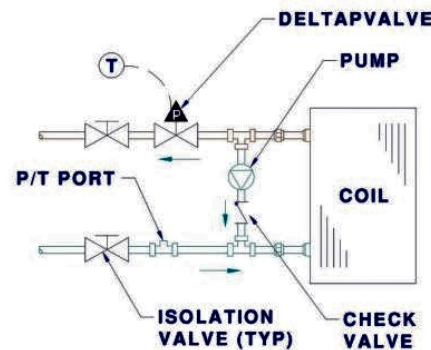 DELTAPVALVE
T
P
PUMP
P/T PORT
COIL
ISOLATION
VALVE (TYP)
CHECK
VALVE